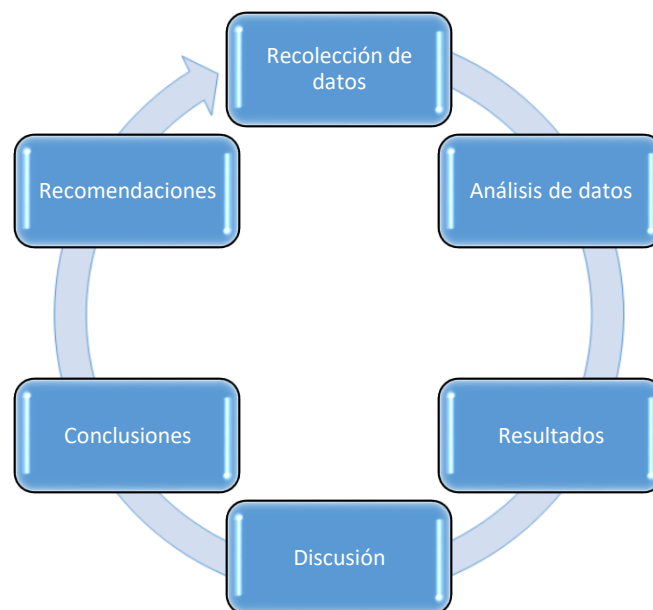 Recolección de
datos
Análisis de datos
Resultados
Discusión
Conclusiones
Recomendaciones